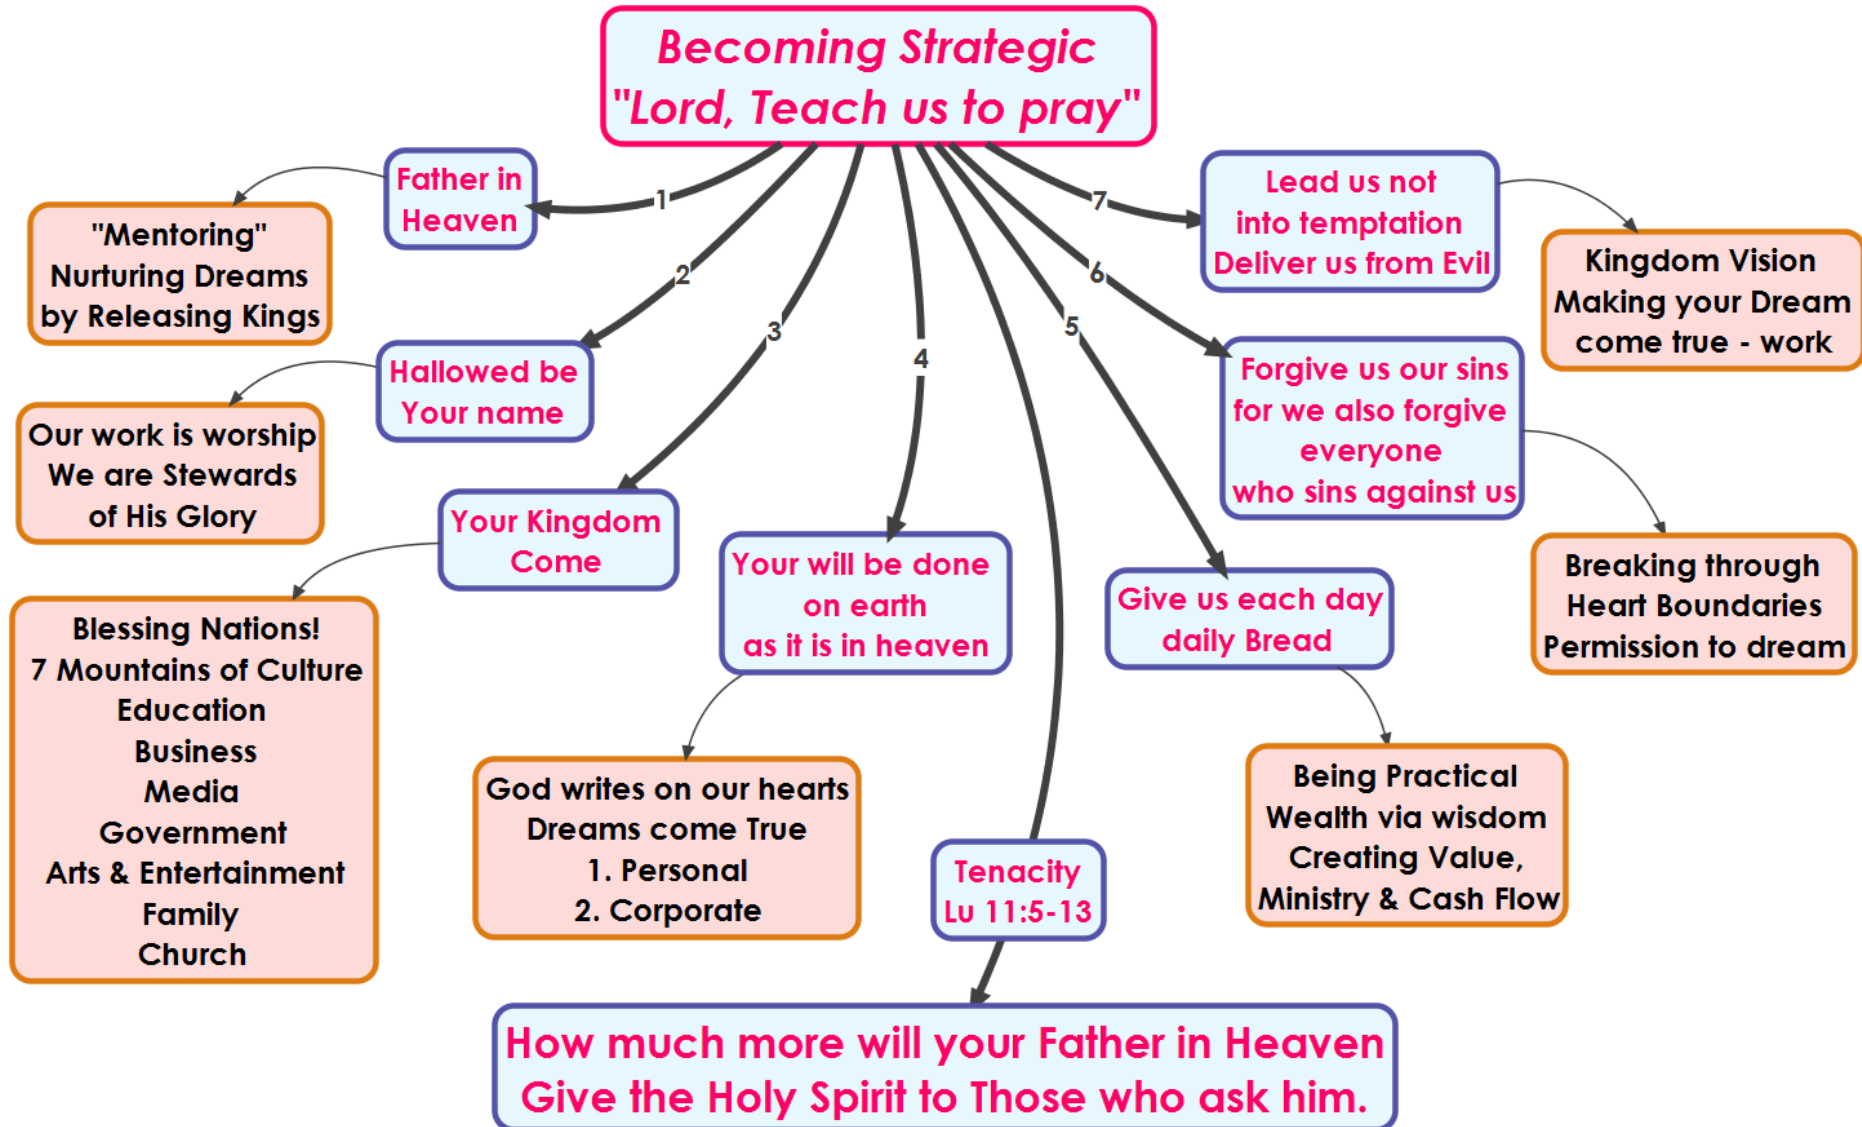 Becoming Strategic
"Lord, Teach us to pray"
1
Father in
Heaven
"Mentoring"
Nurturing Dreams
by Releasing Kings
2
Hallowed be
Your name
Our work is worship
We are Stewards
of His Glory
3
Your Kingdom
Come
Blessing Nations!
7 Mountains of Culture
Education
Business
Media
Government
Arts & Entertainment
Family
Church
4
Your will be done
on earth
as it is in heaven
God writes on our hearts
Dreams come True
1. Personal
2. Corporate
5
Give us each day
daily Bread
Being Practical
Wealth via wisdom
Creating Value,
Ministry & Cash Flow
6
Forgive us our sins
for we also forgive
everyone
who sins against us
Breaking through
Heart Boundaries
Permission to dream
7
Lead us not
into temptation
Deliver us from Evil
Kingdom Vision
Making your Dream
come true - work
Tenacity
Lu 11:5-13
How much more will your Father in Heaven
Give the Holy Spirit to Those who ask him.